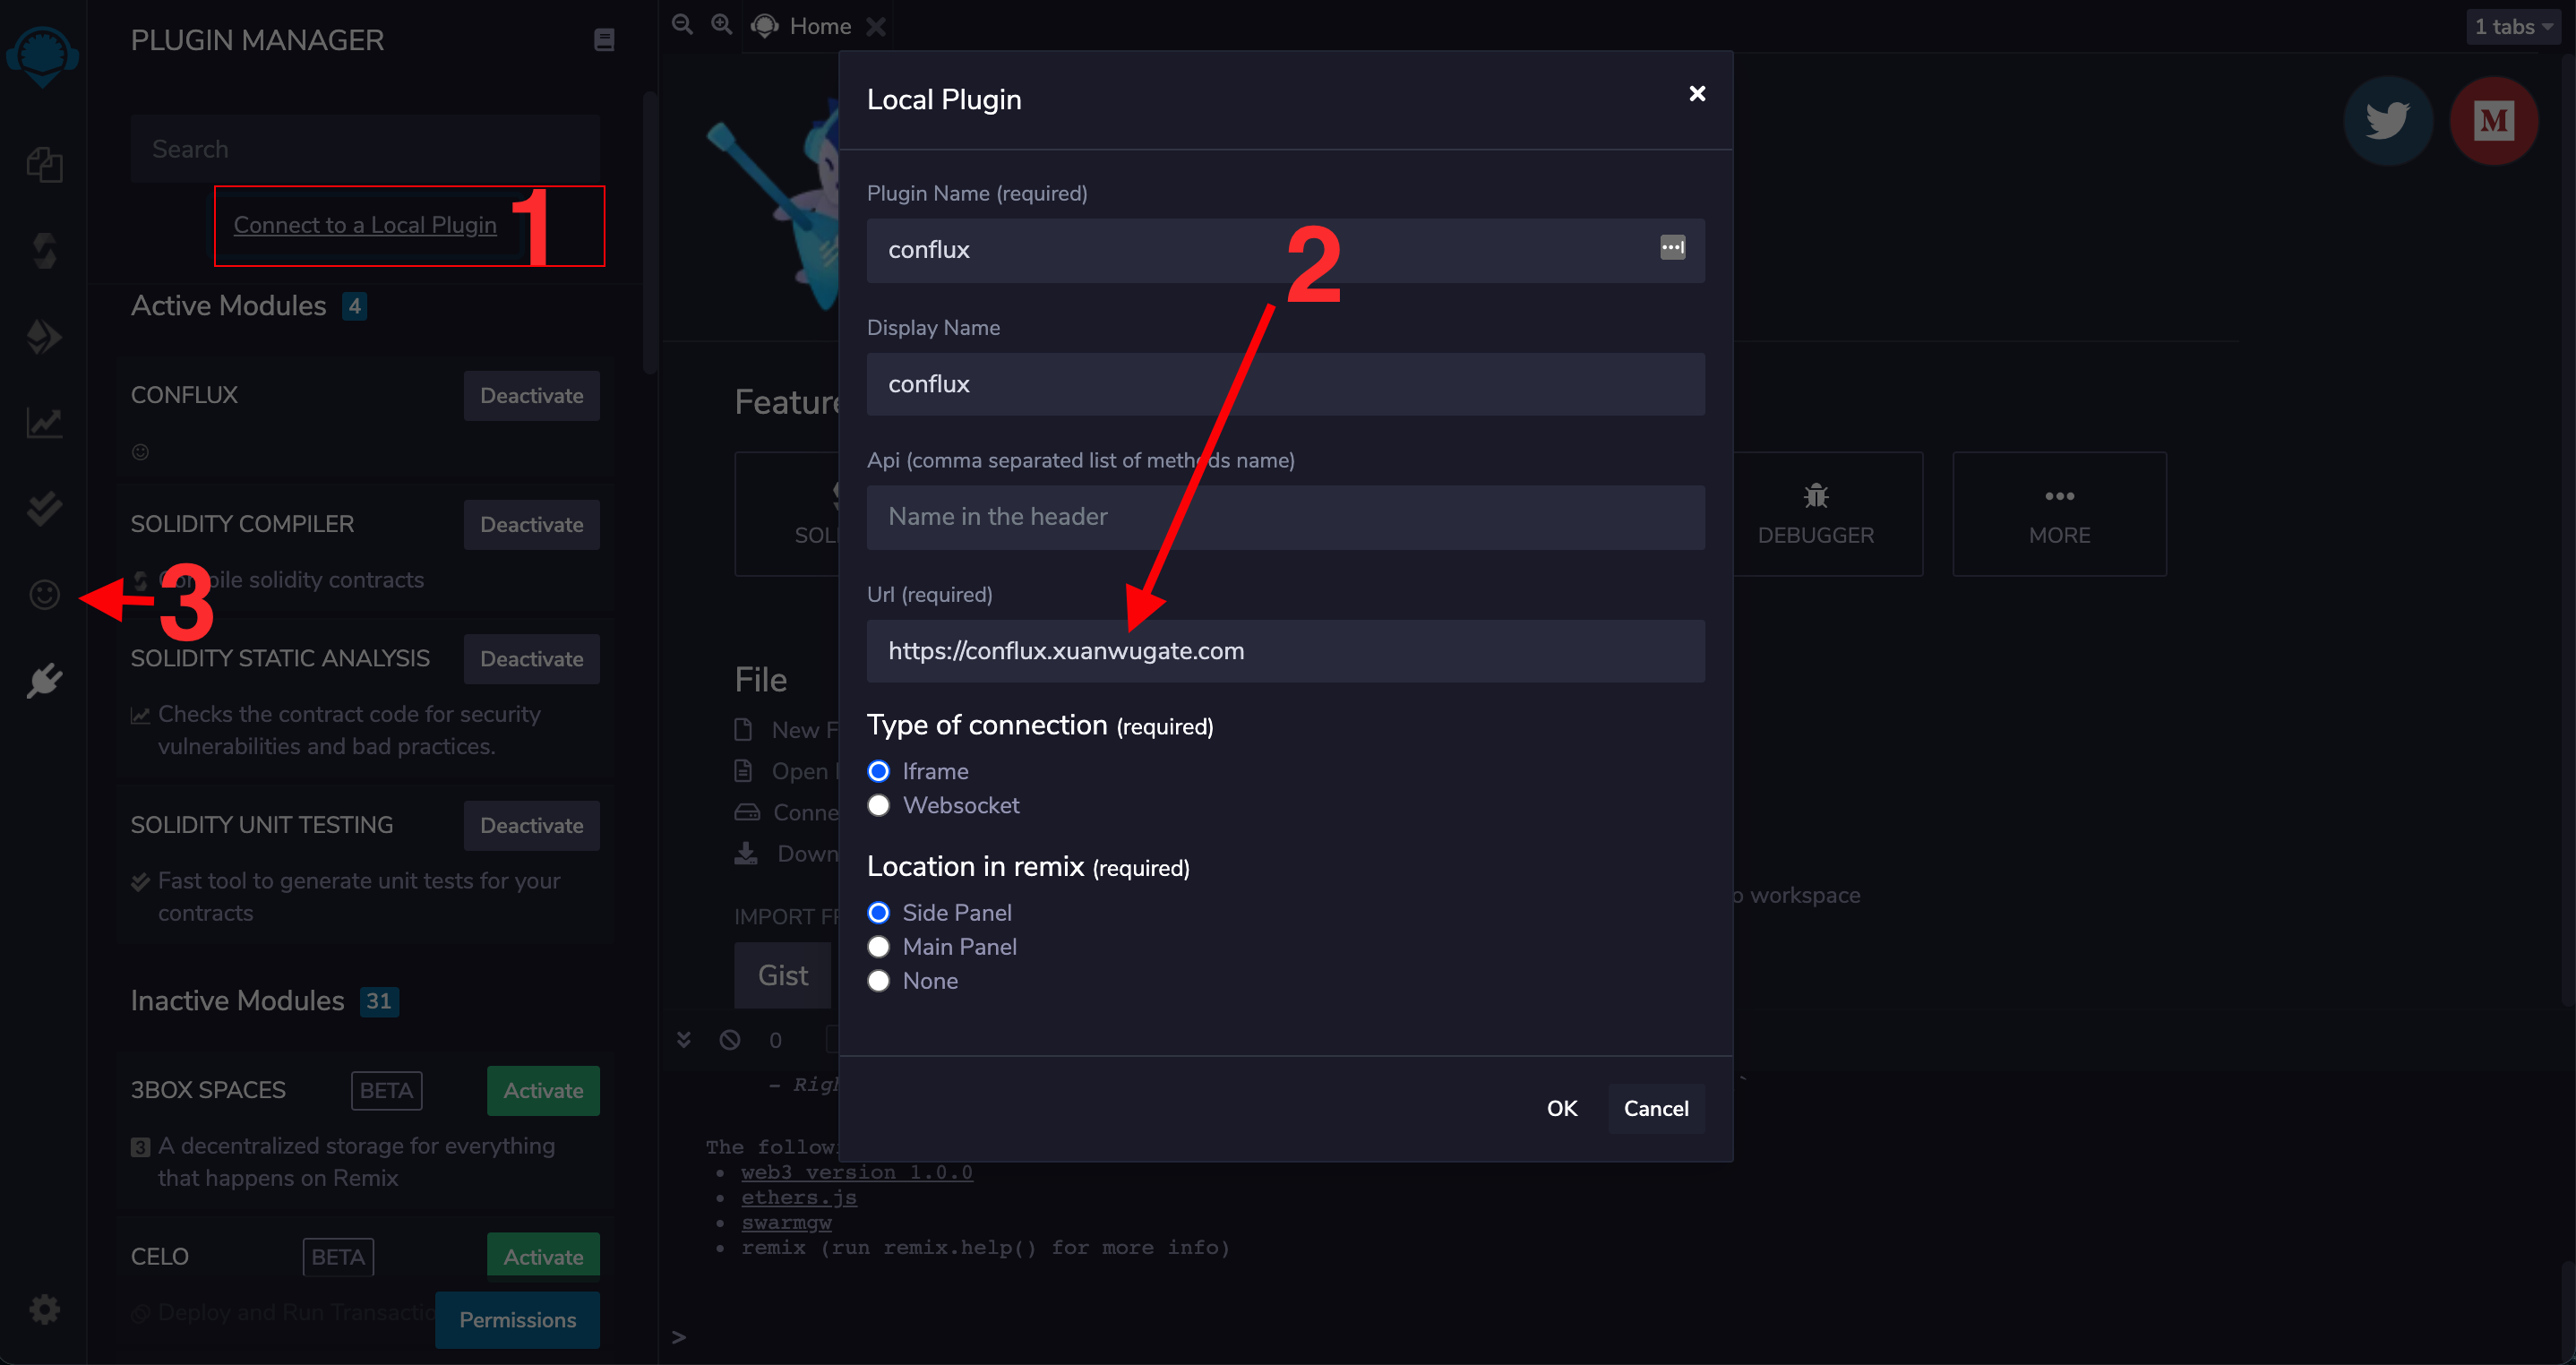 PLUGIN MANAGER
Search
Connect to a Local Plugin
1
Active Modules 4
CONFLUX Deactivate
SOLIDITY COMPILER Deactivate
Compile solidity contracts
3
SOLIDITY STATIC ANALYSIS Deactivate
Checks the contract code for security
vulnerabilities and bad practices.
SOLIDITY UNIT TESTING Deactivate
Fast tool to generate unit tests for your
contracts
Inactive Modules 31
3BOX SPACES BETA Activate
3 A decentralized storage for everything
that happens on Remix
CELO BETA Activate
Deploy and Run Transactio
Permissions
Home
1 tabs
M
Feature
SOL
DEBUGGER
MORE
File
New F
Open
Conne
Down
IMPORT FR
Gist
o workspace
0
- Righ
The follow
• web3 version 1.0.0
• ethers.js
• swarmgw
• remix (run remix.help() for more info)
>
Local Plugin
Plugin Name (required)
conflux
2
Display Name
conflux
Api (comma separated list of methods name)
Name in the header
Url (required)
https://conflux.xuanwugate.com
Type of connection (required)
Iframe
Websocket
Location in remix (required)
Side Panel
Main Panel
None
OK Cancel